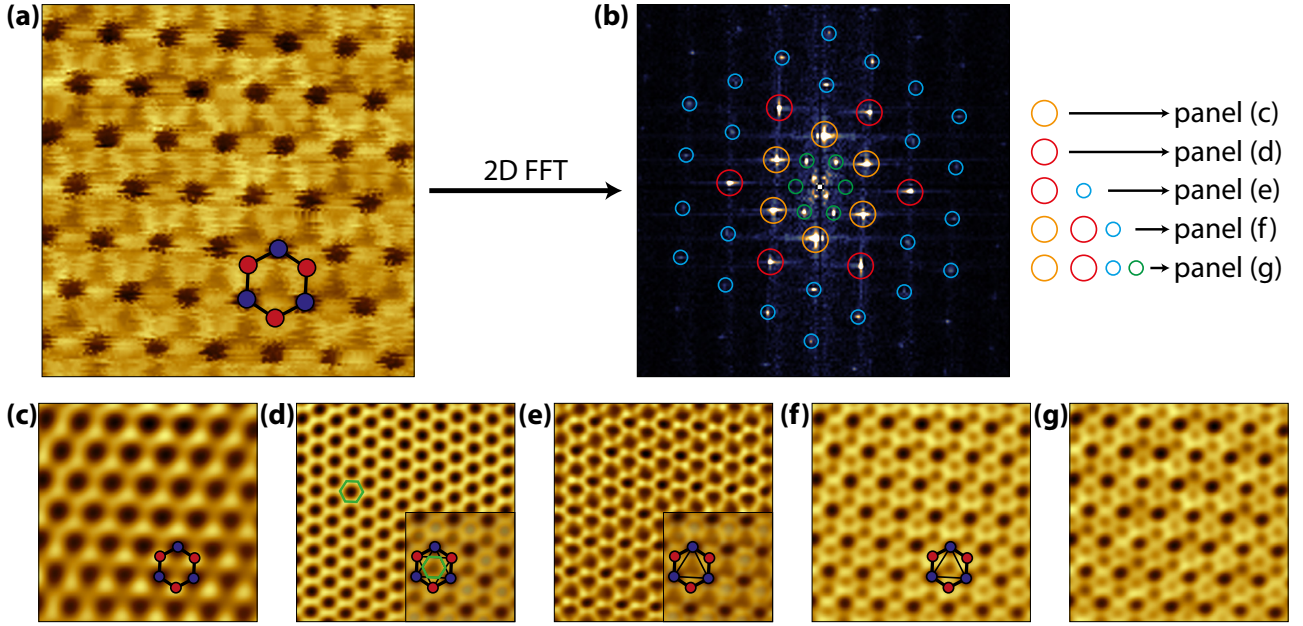 (a)
(b)
2D FFT
panel (c)
panel (d)
panel (e)
panel (f)
panel (g)
(c)
(d)
(e)
(f)
(g)